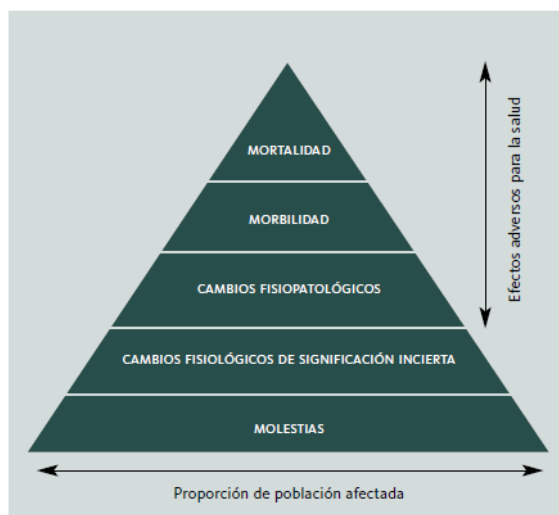 MORTALIDAD
MORBILIDAD
CAMBIOS FISIOPATOLÓGICOS
CAMBIOS FISIOLÓGICOS DE SIGNIFICACIÓN INCIERTA
MOLESTIAS
Efectos adversos para la salud
Proporción de población afectada